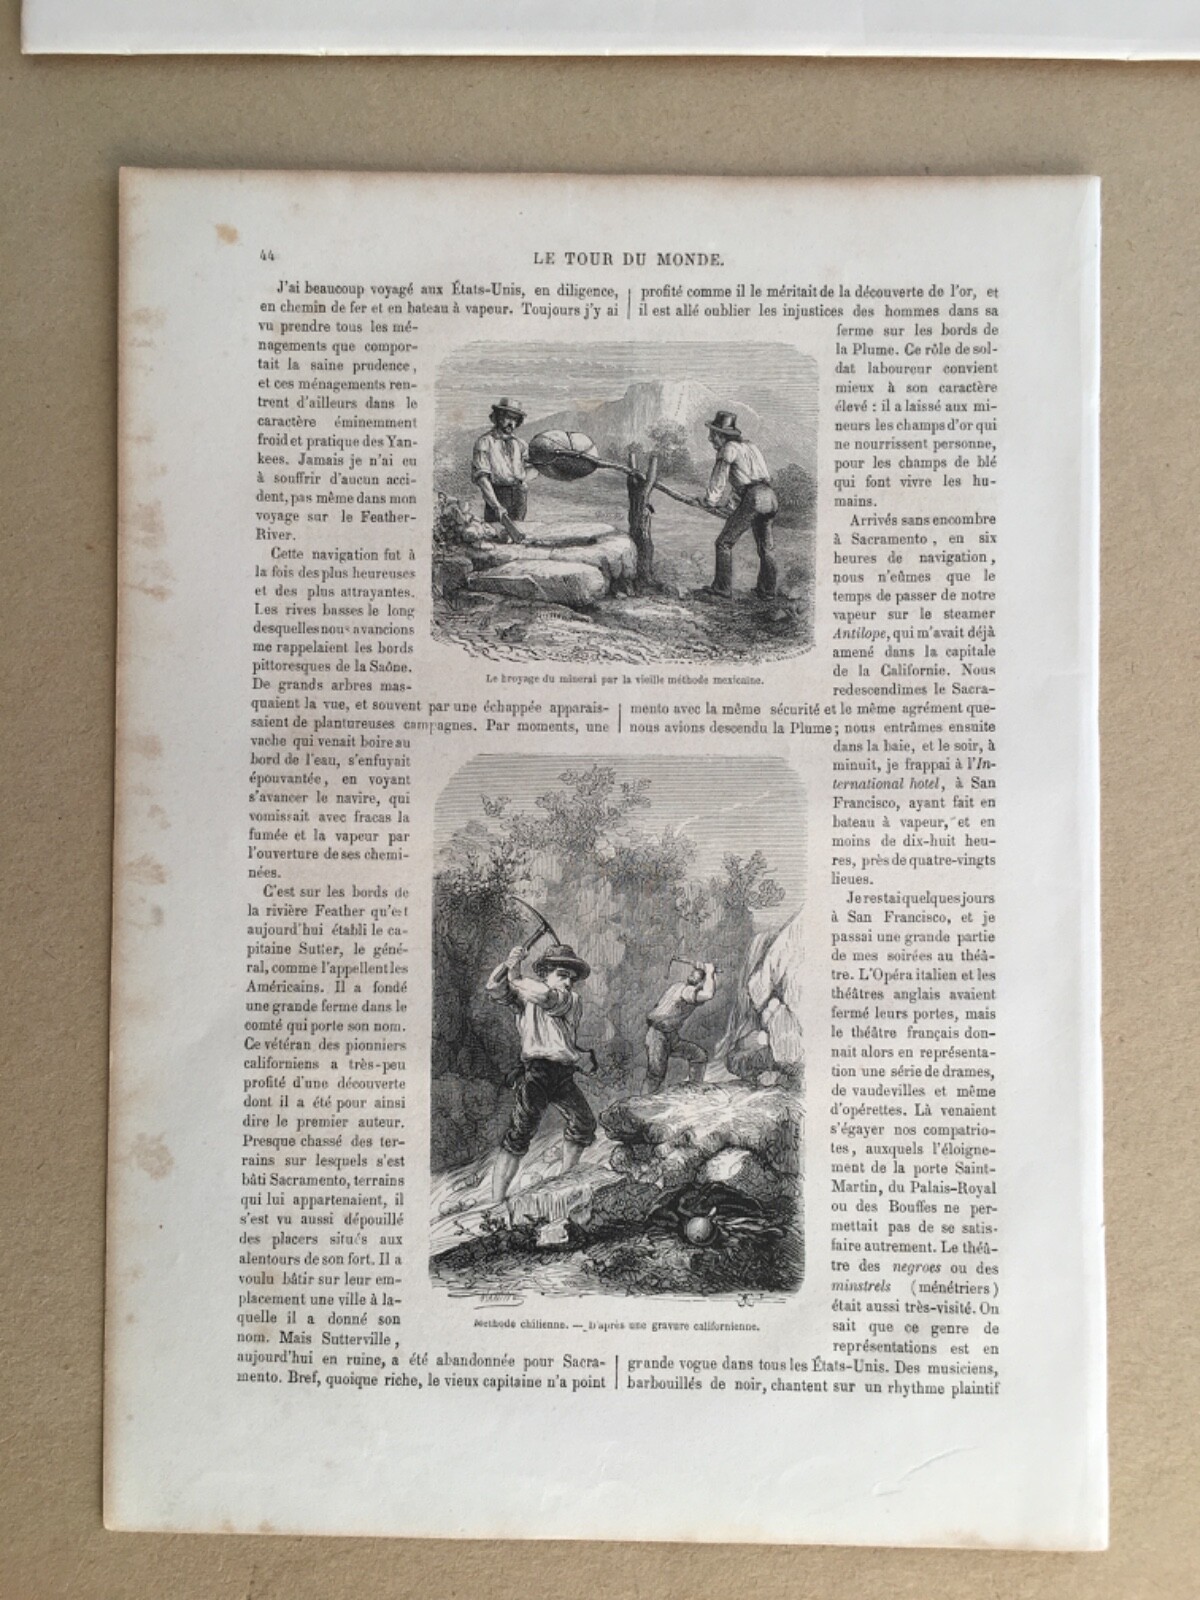 44
LE TOUR DU MONDE.
J'ai beaucoup voyagé aux États-Unis, en diligence,
en chemin de fer et en bateau à vapeur. Toujours j'y ai
vu prendre tous les mé-
nagements que compor-
tait la saine prudence,
et ces ménagements ren-
trent d'ailleurs dans le
caractère éminemment
froid et pratique des Yan-
kees. Jamais je n'ai eu
à souffrir d'aucun acci-
dent, pas même dans mon
voyage sur le Feather-
River.
Cette navigation fut à
la fois des plus heureuses
et des plus attrayantes.
Les rives basses le long
desquelles nous avancions
me rappelaient les bords
pittoresques de la Saône.
De grands arbres mas-
quaient la vue, et souvent par une échappée apparais-
saient de plantureuses campagnes. Par moments, une
vache qui venait boire au
bord de l'eau, s'enfuyait
épouvantée, en voyant
s'avancer le navire, qui
vomissait avec fracas la
fumée et la vapeur par
l'ouverture de ses chemi-
nées.
C'est sur les bords de
la rivière Feather qu'est
aujourd'hui établi le ca-
pitaine Sutter, le géné-
ral, comme l'appellent les
Américains. Il a fondé
une grande ferme dans le
comté qui porte son nom.
Ce vétéran des pionniers
californiens a très-peu
profité d'une découverte
dont il a été pour ainsi
dire le premier auteur.
Presque chassé des ter-
rains sur lesquels s'est
bâti Sacramento, terrains
qui lui appartenaient, il
s'est vu aussi dépouillé
des placers situés aux
alentours de son fort. Il a
voulu bâtir sur leur em-
placement une ville à la-
quelle il a donné son
nom. Mais Sutterville,
aujourd'hui en ruine, a été abandonnée pour Sacra-
mento. Bref, quoique riche, le vieux capitaine n'a point
profité comme il le méritait de la découverte de l'or, et
il est allé oublier les injustices des hommes dans sa
ferme sur les bords de
la Plume. Ce rôle de sol-
dat laboureur convient
mieux à son caractère
élevé : il a laissé aux mi-
neurs les champs d'or qui
ne nourrissent personne,
pour les champs de blé
qui font vivre les hu-
mains.
Arrivés sans encombre
à Sacramento, en six
heures de navigation,
nous n'eûmes que le
temps de passer de notre
vapeur sur le steamer
Antilope, qui m'avait déjà
amené dans la capitale
de la Californie. Nous
redescendîmes le Sacra-
mento avec la même sécurité et le même agrément que
nous avions descendu la Plume; nous entrâmes ensuite
dans la baie, et le soir, à
minuit, je frappai à l'In-
ternational hotel, à San
Francisco, ayant fait en
bateau à vapeur, et en
moins de dix-huit heu-
res, près de quatre-vingts
lieues.
Je restai quelques jours
à San Francisco, et je
passai une grande partie
de mes soirées au théâ-
tre. L'Opéra italien et les
théâtres anglais avaient
fermé leurs portes, mais
le théâtre français don-
nait alors en représenta-
tion une série de drames,
de vaudevilles et même
d'opérettes. Là venaient
s'égayer nos compatrio-
tes, auxquels l'éloigne-
ment de la porte Saint-
Martin, du Palais-Royal
ou des Bouffes ne per-
mettait pas de se satis-
faire autrement. Le théâ-
tre des negroes ou des
minstrels (ménétriers)
était aussi très-visité. On
sait que ce genre de
représentations est en
grande vogue dans tous les États-Unis. Des musiciens,
barbouillés de noir, chantent sur un rhythme plaintif
Le broyage du minerai par la vieille méthode mexicaine.
Méthode chilienne. — D'après une gravure californienne.